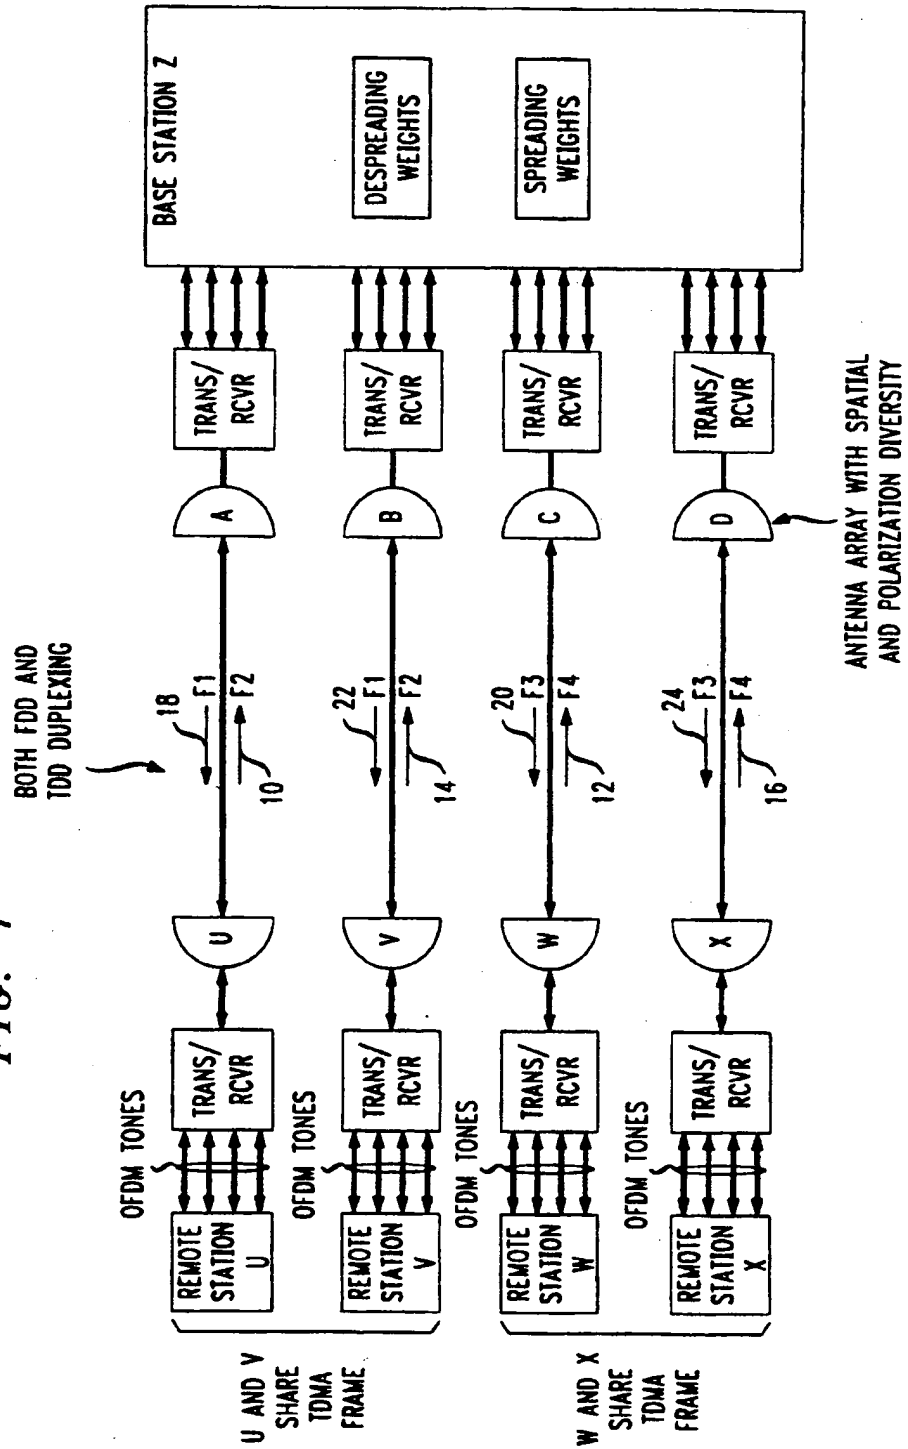 FIG.
BOTH FDD AND
TDD DUPLEXING
U AND V
SHARE
TDMA
FRAME
REMOTE
STATION
U
OFDM TONES
TRANS/
RCVR
U
18
F1
F2
10
A
TRANS/
RCVR
BASE STATION Z
REMOTE
STATION
V
OFDM TONES
TRANS/
RCVR
V
22
F1
F2
14
B
TRANS/
RCVR
DESPREADING
WEIGHTS
W AND X
SHARE
TDMA
FRAME
REMOTE
STATION
W
OFDM TONES
TRANS/
RCVR
W
20
F3
F4
12
C
TRANS/
RCVR
SPREADING
WEIGHTS
REMOTE
STATION
X
OFDM TONES
TRANS/
RCVR
X
24
F3
F4
16
D
TRANS/
RCVR
ANTENNA ARRAY WITH SPATIAL
AND POLARIZATION DIVERSITY